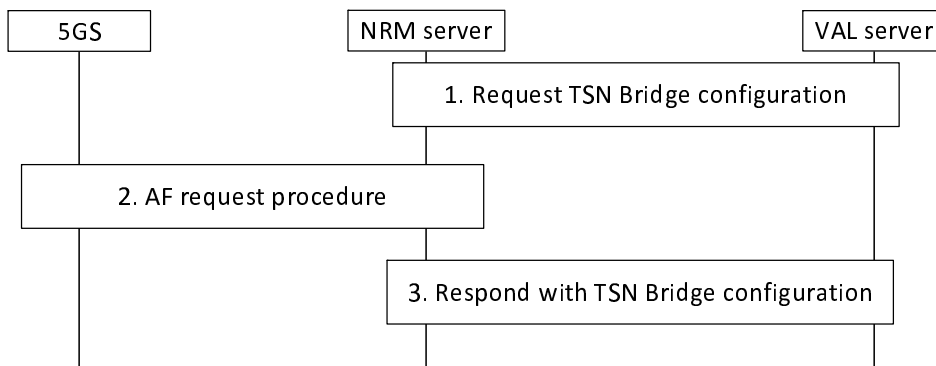 5GS
NRM server
VAL server
1. Request TSN Bridge configuration
2. AF request procedure
3. Respond with TSN Bridge configuration